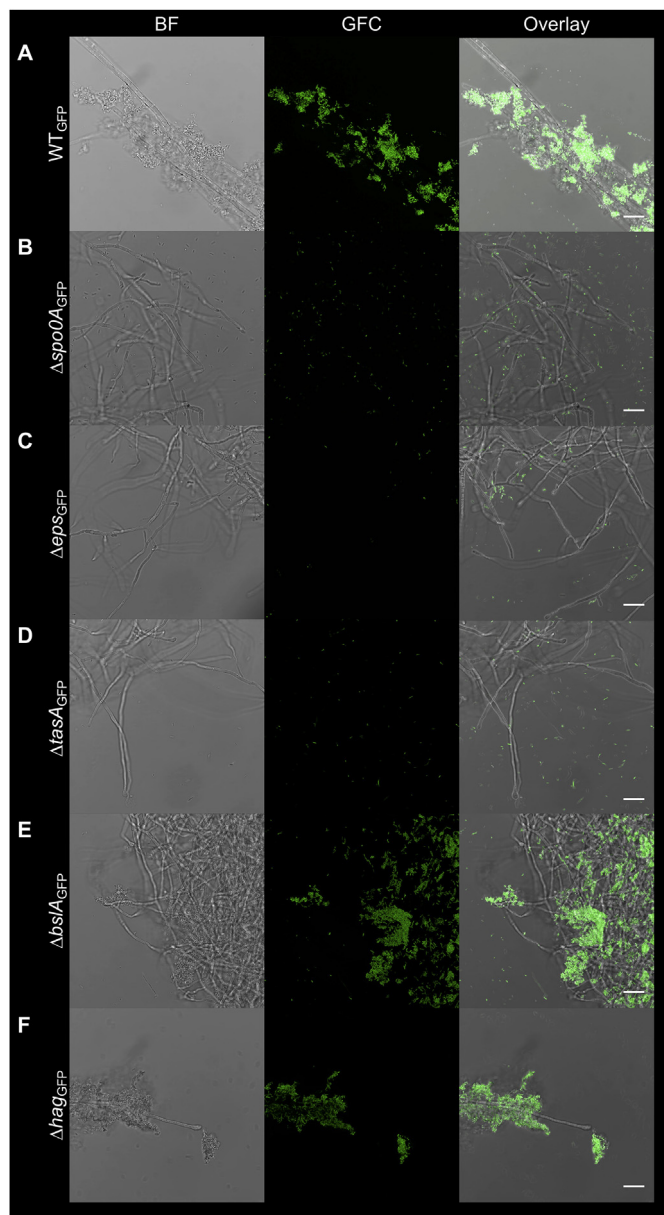 BF GFC Overlay
A
WT_GFP
B
Δspo0A_GFP
C
Δeps_GFP
D
ΔtasA_GFP
E
ΔbslA_GFP
F
Δhag_GFP